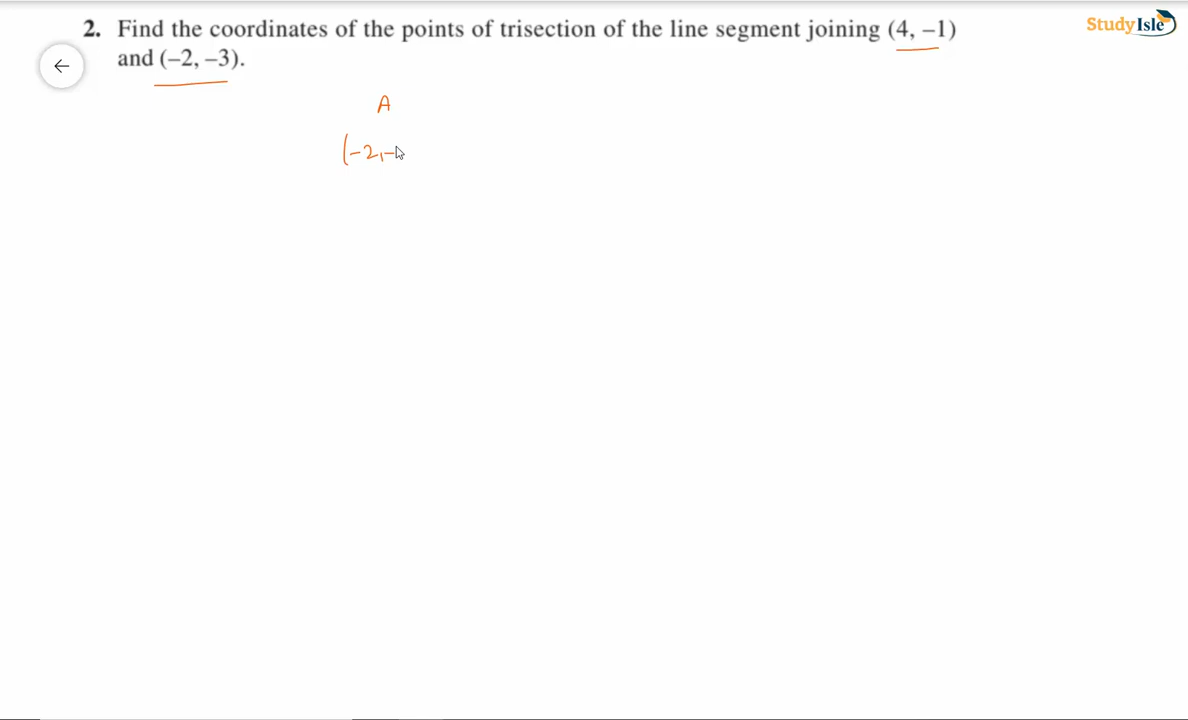 StudyIsle
2. Find the coordinates of the points of trisection of the line segment joining (4, –1)
and (–2, –3).
A
(-2,-